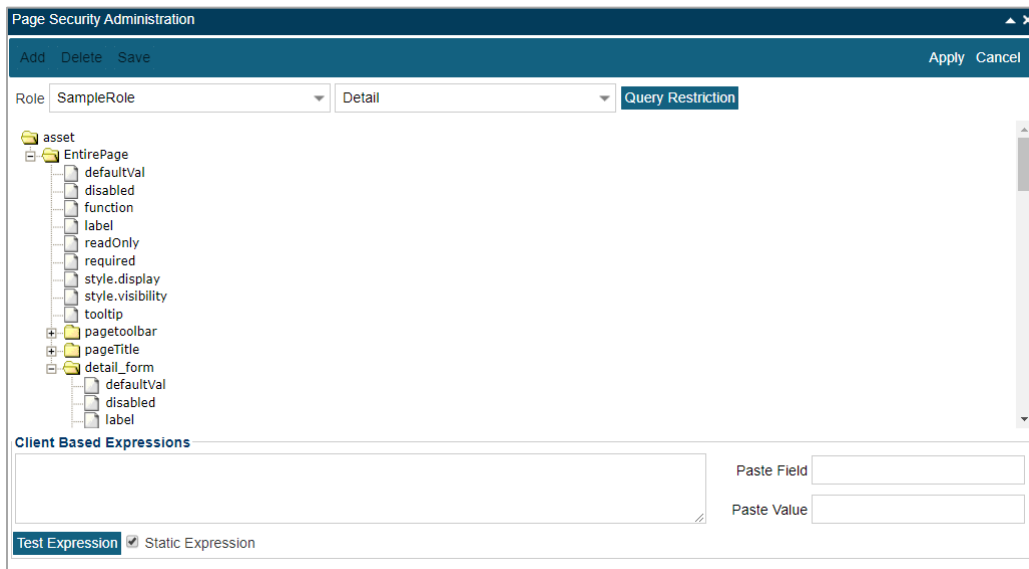 Page Security Administration
Add Delete Save Apply Cancel
Role SampleRole Detail Query Restriction
asset
EntirePage
defaultVal
disabled
function
label
readOnly
required
style.display
style.visibility
tooltip
pagetoolbar
pageTitle
detail_form
defaultVal
disabled
label
Client Based Expressions
Paste Field
Paste Value
Test Expression Static Expression